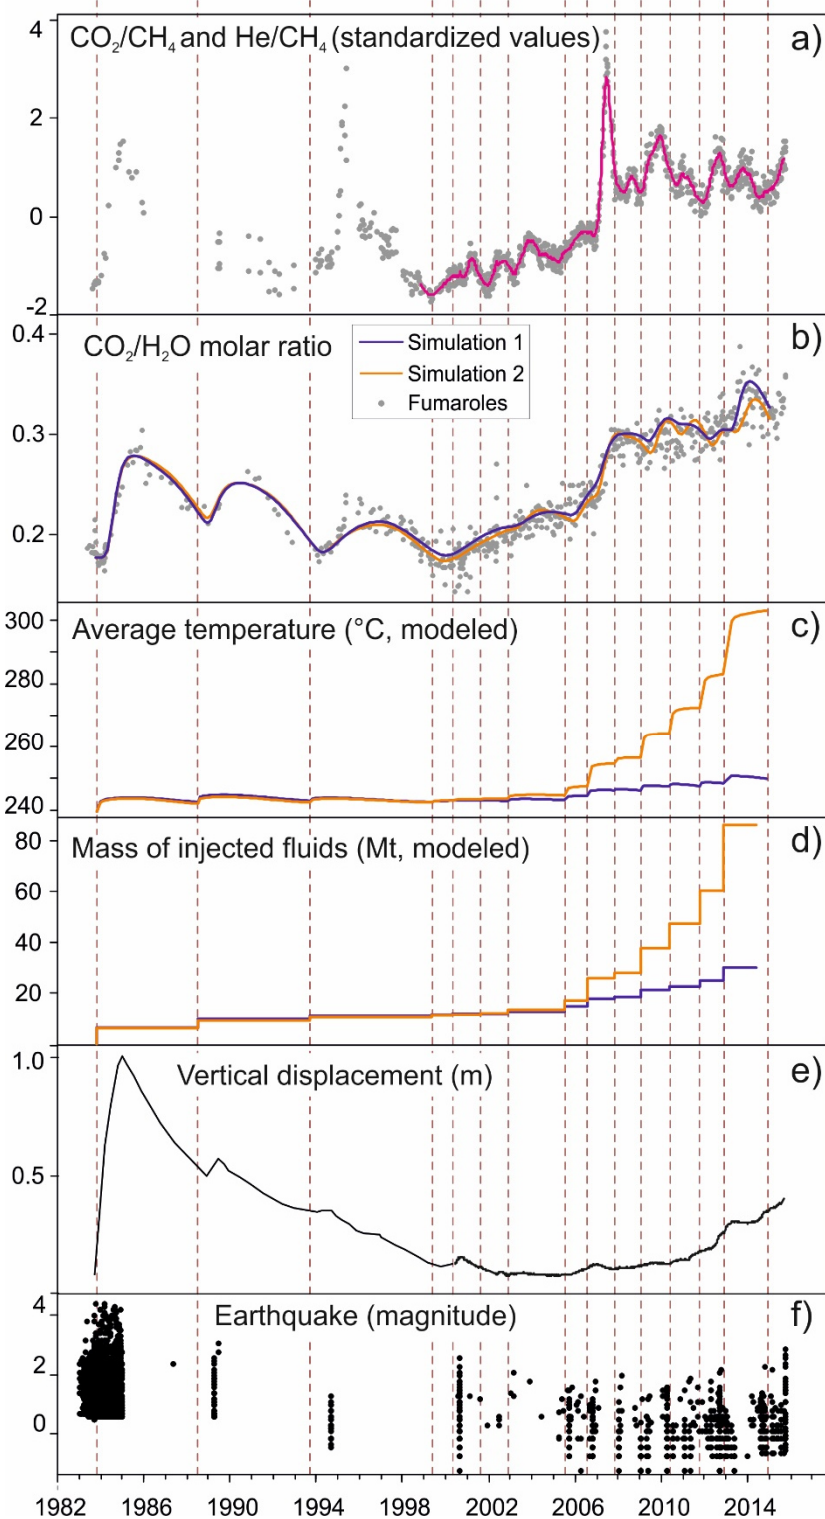 CO₂/CH₄ and He/CH₄ (standardized values) a)
4
2
0
-2
CO₂/H₂O molar ratio b)
Simulation 1
Simulation 2
Fumaroles
0.4
0.3
0.2
Average temperature (°C, modeled) c)
300
280
260
240
Mass of injected fluids (Mt, modeled) d)
80
60
40
20
Vertical displacement (m) e)
1.0
0.5
Earthquake (magnitude) f)
4
2
0
1982 1986 1990 1994 1998 2002 2006 2010 2014